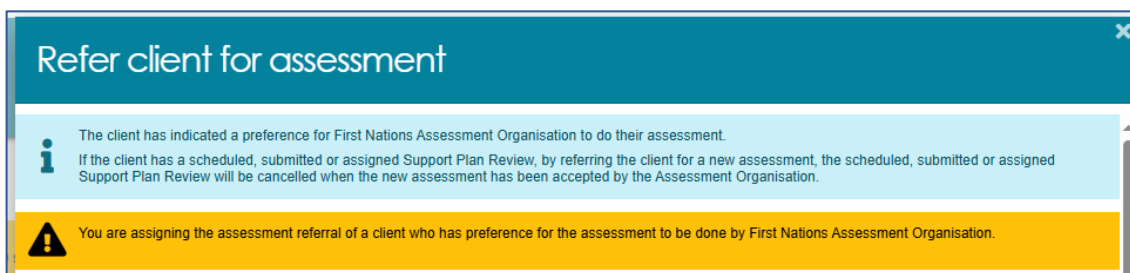 Refer client for assessment
The client has indicated a preference for First Nations Assessment Organisation to do their assessment.
If the client has a scheduled, submitted or assigned Support Plan Review, by referring the client for a new assessment, the scheduled, submitted or assigned
Support Plan Review will be cancelled when the new assessment has been accepted by the Assessment Organisation.
You are assigning the assessment referral of a client who has preference for the assessment to be done by First Nations Assessment Organisation.